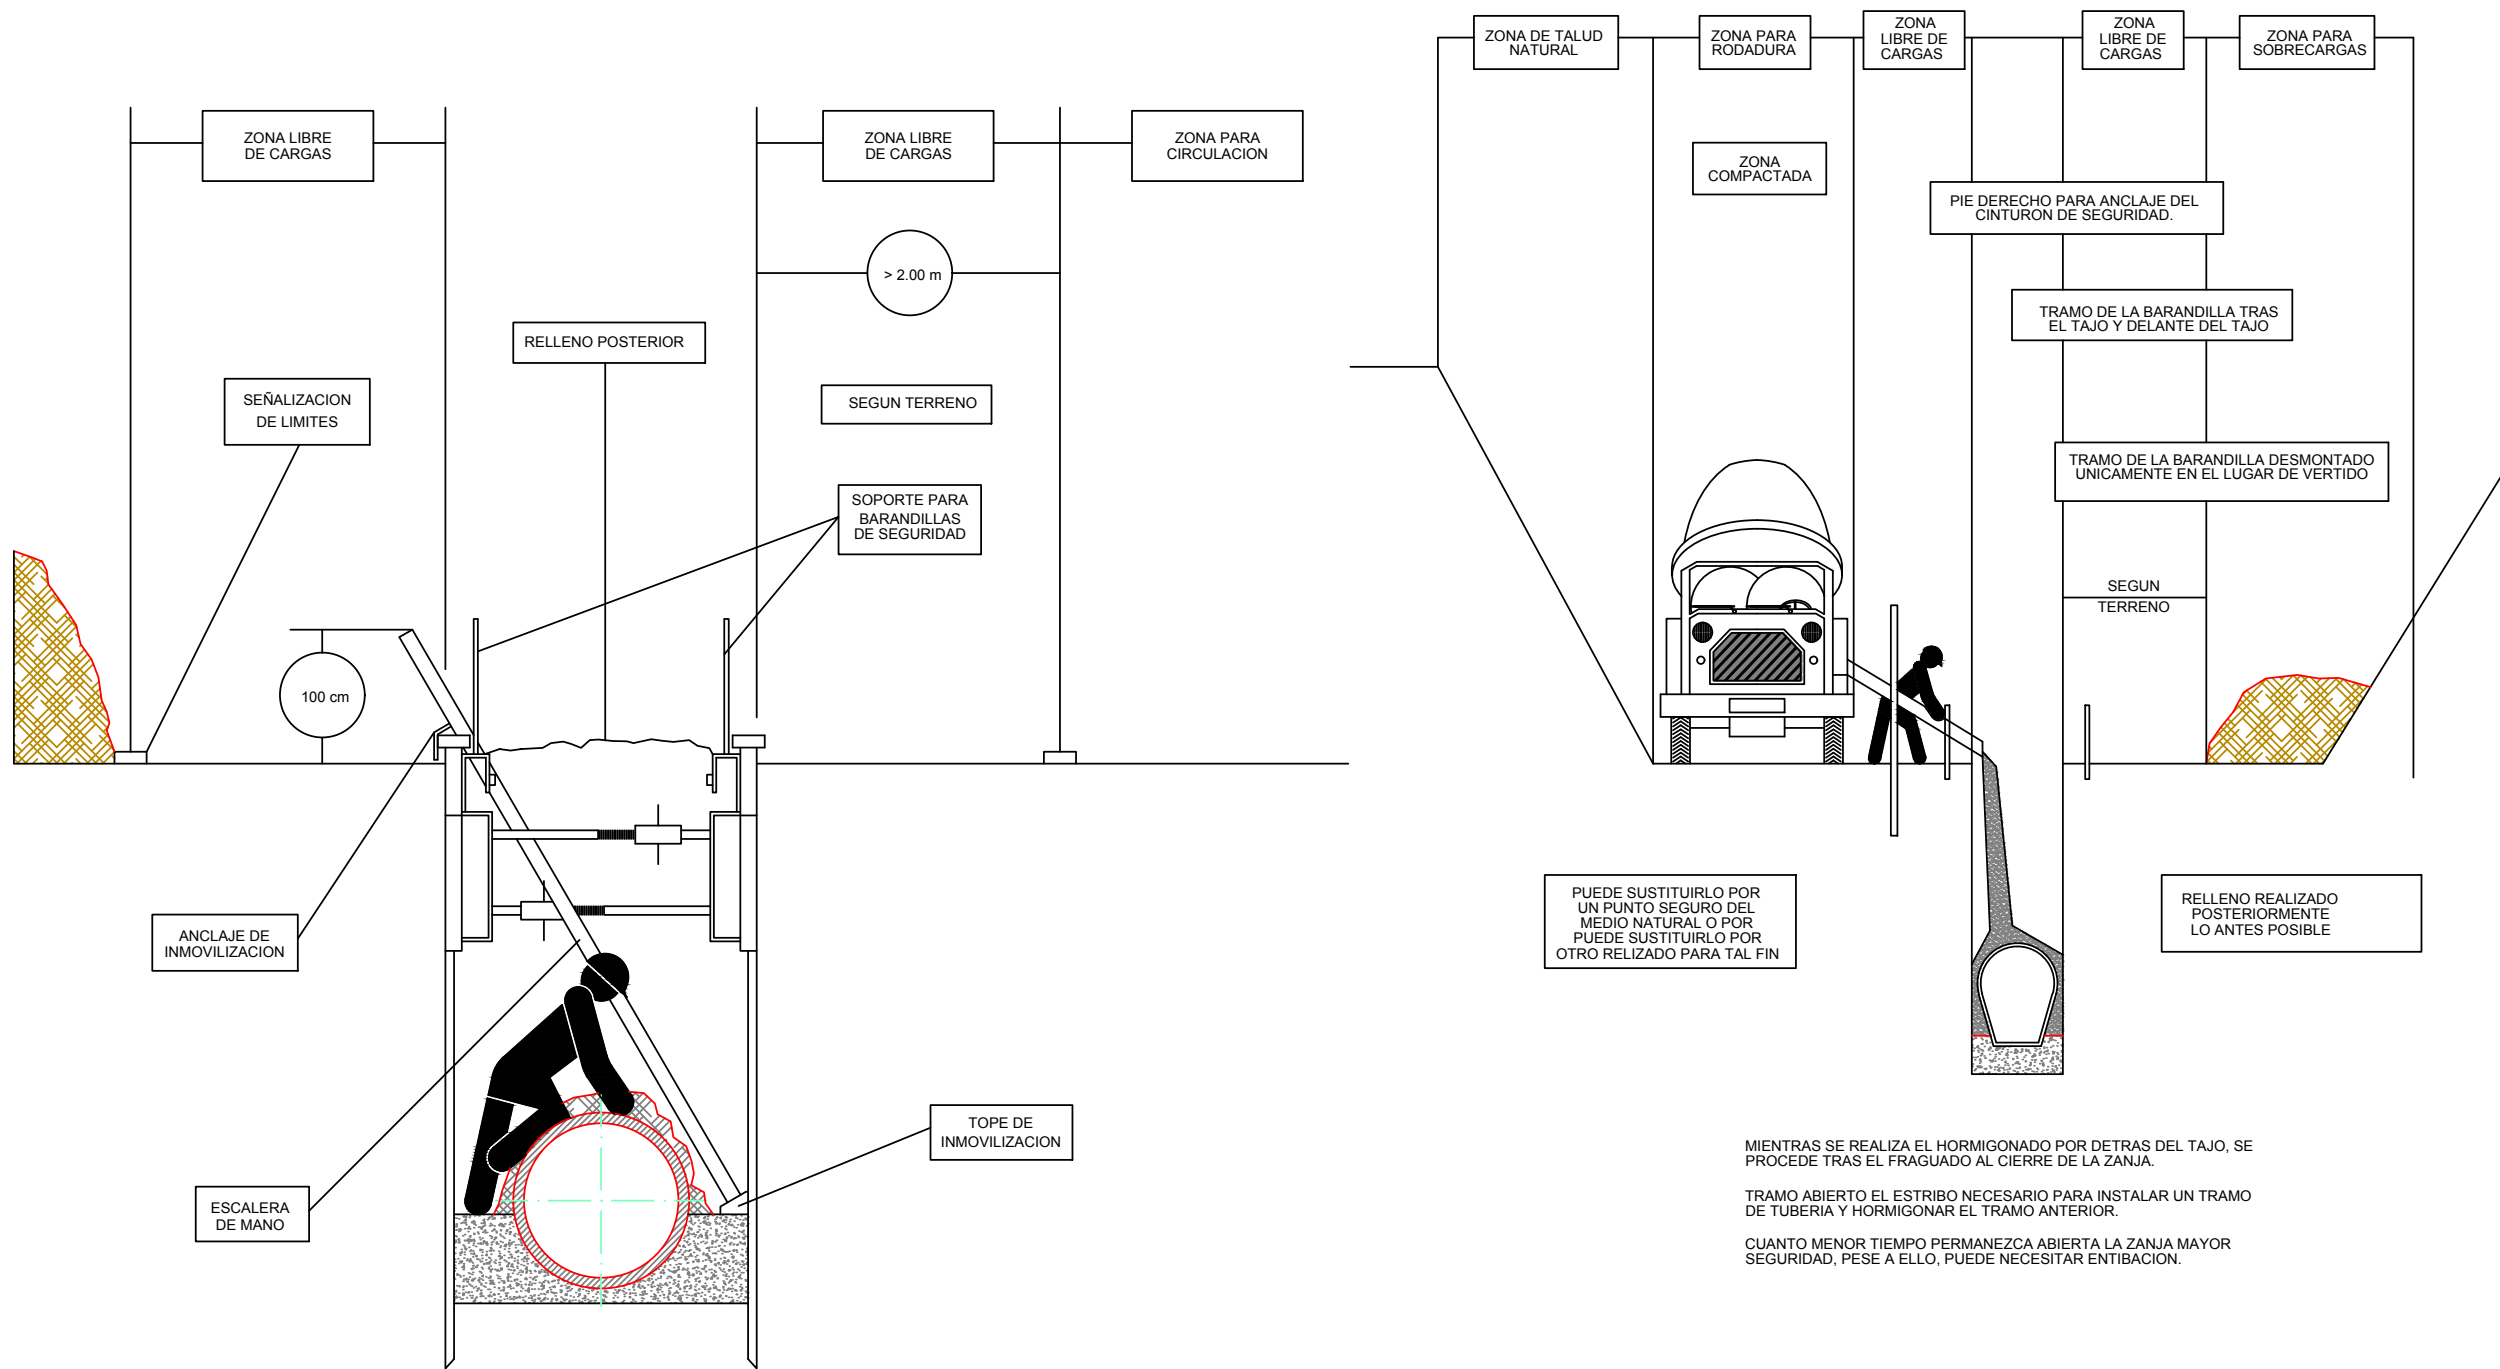 ZONA LIBRE
DE CARGAS
ZONA LIBRE
DE CARGAS
ZONA PARA
CIRCULACION
> 2.00 m
RELLENO POSTERIOR
SEÑALIZACION
DE LIMITES
SEGUN TERRENO
SOPORTE PARA
BARANDILLAS
DE SEGURIDAD
100 cm
ANCLAJE DE
INMOVILIZACION
TOPE DE
INMOVILIZACION
ESCALERA
DE MANO
ZONA DE TALUD
NATURAL
ZONA PARA
RODADURA
ZONA
LIBRE DE
CARGAS
ZONA
LIBRE DE
CARGAS
ZONA PARA
SOBRECARGAS
ZONA
COMPACTADA
PIE DERECHO PARA ANCLAJE DEL
CINTURON DE SEGURIDAD.
TRAMO DE LA BARANDILLA TRAS
EL TAJO Y DELANTE DEL TAJO
TRAMO DE LA BARANDILLA DESMONTADO
UNICAMENTE EN EL LUGAR DE VERTIDO
SEGUN
TERRENO
PUEDE SUSTITUIRLO POR
UN PUNTO SEGURO DEL
MEDIO NATURAL O POR
PUEDE SUSTITUIRLO POR
OTRO RELIZADO PARA TAL FIN
RELLENO REALIZADO
POSTERIORMENTE
LO ANTES POSIBLE
MIENTRAS SE REALIZA EL HORMIGONADO POR DETRAS DEL TAJO, SE
PROCEDE TRAS EL FRAGUADO AL CIERRE DE LA ZANJA.
TRAMO ABIERTO EL ESTRIBO NECESARIO PARA INSTALAR UN TRAMO
DE TUBERIA Y HORMIGONAR EL TRAMO ANTERIOR.
CUANTO MENOR TIEMPO PERMANEZCA ABIERTA LA ZANJA MAYOR
SEGURIDAD, PESE A ELLO, PUEDE NECESITAR ENTIBACION.